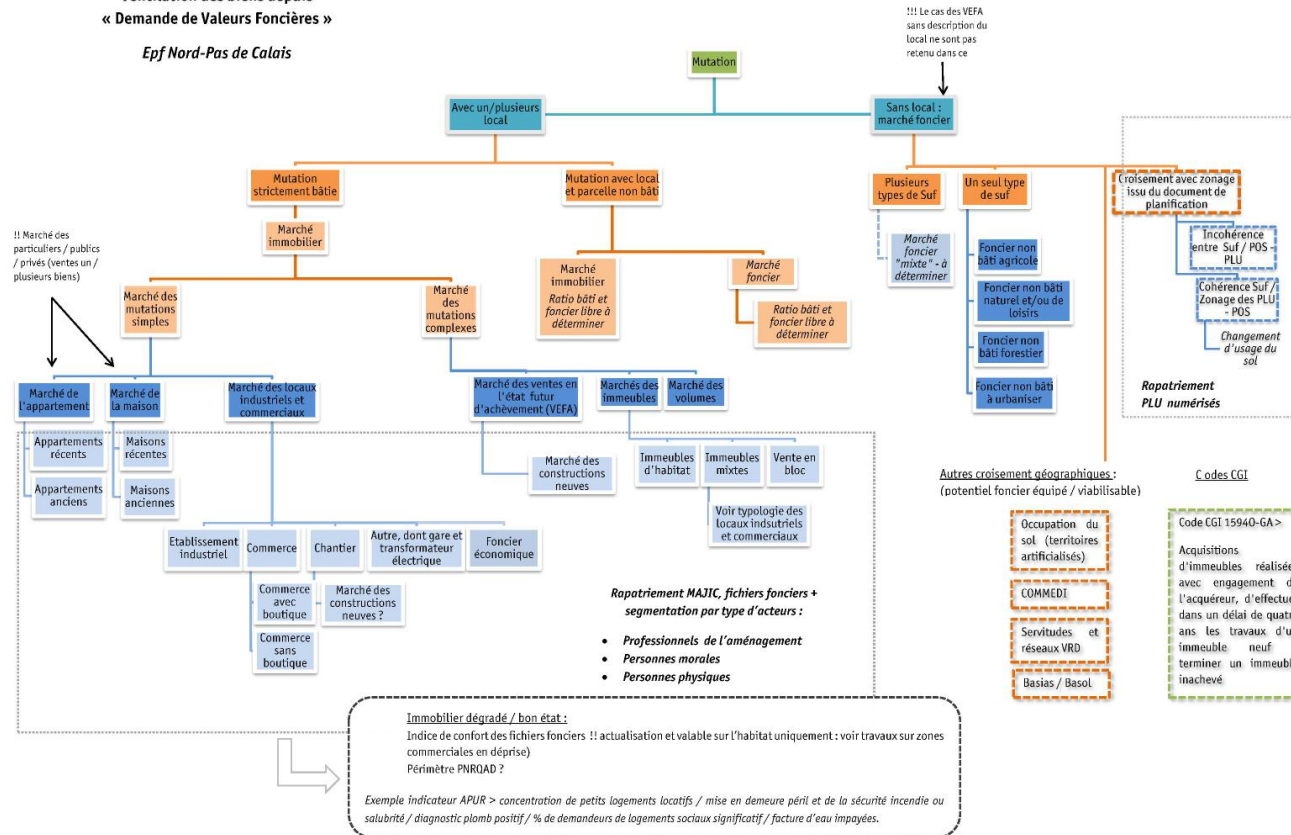 « Demande de Valeurs Foncières »
Epf Nord-Pas de Calais
!!! Le cas des VEFA
sans description du
local ne sont pas
retenu dans ce
Mutation
Avec un/plusieurs
local
Sans local :
marché foncier
Mutation
strictement bâtie
Mutation avec local
et parcelle non bâti
Plusieurs
types de Suf
Un seul type
de suf
Croisement avec zonage
issu du document de
planification
!! Marché des
particuliers / publics
/ privés (ventes un /
plusieurs biens)
Marché
immobilier
Marché
foncier
"mixte" - à
déterminer
Foncier non
bâti agricole
Incohérence
entre Suf / POS -
PLU
Marché des
mutations
simples
Marché
des
mutations
complexes
Marché
immobilier
Ratio bâti et
foncier libre à
déterminer
Marché
foncier
Ratio bâti et
foncier libre à
déterminer
Foncier non bâti
naturel et/ou de
loisirs
Cohérence Suf /
Zonage des PLU
- POS
Foncier non
bâti forestier
Changement
d'usage du
sol
Foncier non bâti
à urbaniser
Rapatriement
PLU numérisés
Marché de
l'appartement
Marché de
la maison
Marché des locaux
industriels et
commerciaux
Marché des ventes en
l'état futur
d'achèvement (VEFA)
Marchés des
immeubles
Marché des
volumes
Appartements
récents
Maisons
récentes
Appartements
anciens
Maisons
anciennes
Marché des
constructions
neuves
Immeubles
d'habitat
Immeubles
mixtes
Vente en
bloc
Voir typologie des
locaux indsutriels
et commerciaux
Etablissement
industriel
Commerce
Chantier
Autre, dont gare et
transformateur
électrique
Foncier
économique
Commerce
avec
boutique
Marché des
constructions
neuves ?
Commerce
sans
boutique
Rapatriement MAJIC, fichiers fonciers +
segmentation par type d'acteurs :
• Professionnels de l'aménagement
• Personnes morales
• Personnes physiques
Autres croisement géographiques :
(potentiel foncier équipé / viabilisable)
Occupation du
sol (territoires
artificialisés)
COMMEDI
Servitudes et
réseaux VRD
Basias / Basol
C odes CGI
Code CGI 1594O-GA >
Acquisitions
d'immeubles réalisée
avec engagement d
l'acquéreur, d'effectue
dans un délai de quatr
ans les travaux d'u
immeuble neuf
terminer un immeubl
inachevé
Immobilier dégradé / bon état :
Indice de confort des fichiers fonciers !! actualisation et valable sur l'habitat uniquement : voir travaux sur zones
commerciales en déprise)
Périmètre PNRQAD ?
Exemple indicateur APUR > concentration de petits logements locatifs / mise en demeure péril et de la sécurité incendie ou
salubrité / diagnostic plomb positif / % de demandeurs de logements sociaux significatif / facture d'eau impayées.